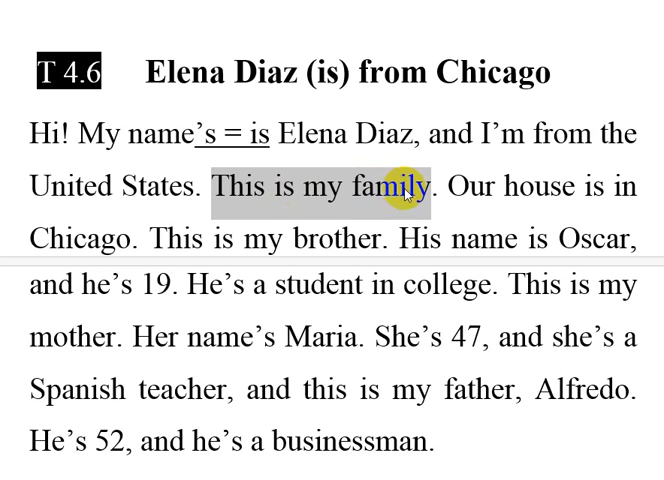 T 4.6 Elena Diaz (is) from Chicago
Hi! My name’s = is Elena Diaz, and I’m from the
United States. This is my family. Our house is in
Chicago. This is my brother. His name is Oscar,
and he’s 19. He’s a student in college. This is my
mother. Her name’s Maria. She’s 47, and she’s a
Spanish teacher, and this is my father, Alfredo.
He’s 52, and he’s a businessman.